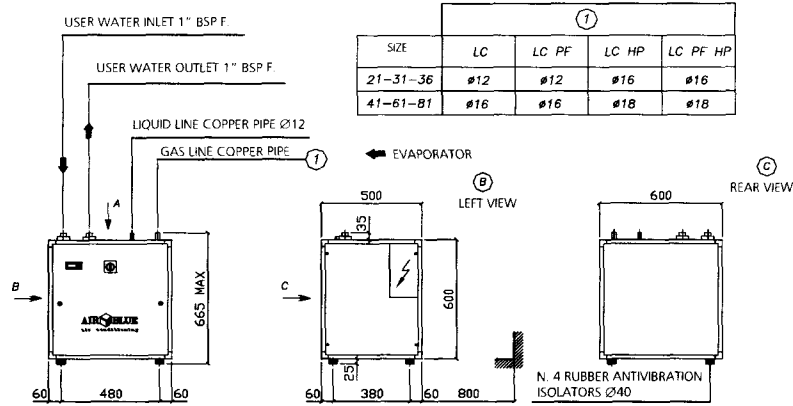 USER WATER INLET 1" BSP F.
USER WATER OUTLET 1" BSP F.
LIQUID LINE COPPER PIPE Ø12
GAS LINE COPPER PIPE 1
1
SIZE LC LC PF LC HP LC PF HP
21-31-36 ø12 ø12 ø16 ø16
41-61-81 ø16 ø16 ø18 ø18
EVAPORATOR
A
B
LEFT VIEW
C
REAR VIEW
500
35
600
B
665 MAX
AIR BLUE
air conditioning
C
600
60 480 60
25
60 380 60 800
N. 4 RUBBER ANTIVIBRATION
ISOLATORS Ø40